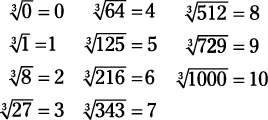 ∛0 = 0
∛1 = 1
∛8 = 2
∛27 = 3
∛64 = 4
∛125 = 5
∛216 = 6
∛343 = 7
∛512 = 8
∛729 = 9
∛1000 = 10